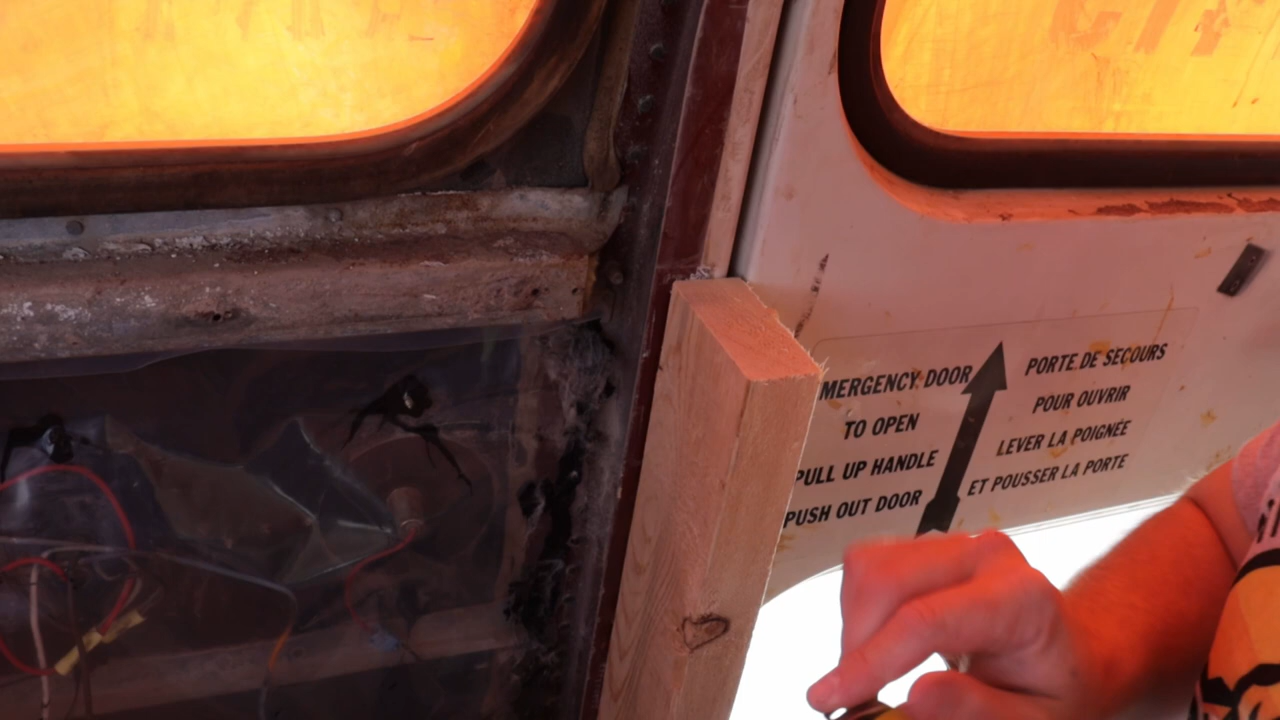 MERGENCY DOOR
TO OPEN
PULL UP HANDLE
PUSH OUT DOOR
PORTE DE SECOURS
POUR OUVRIR
LEVER LA POIGNÉE
ET POUSSER LA PORTE